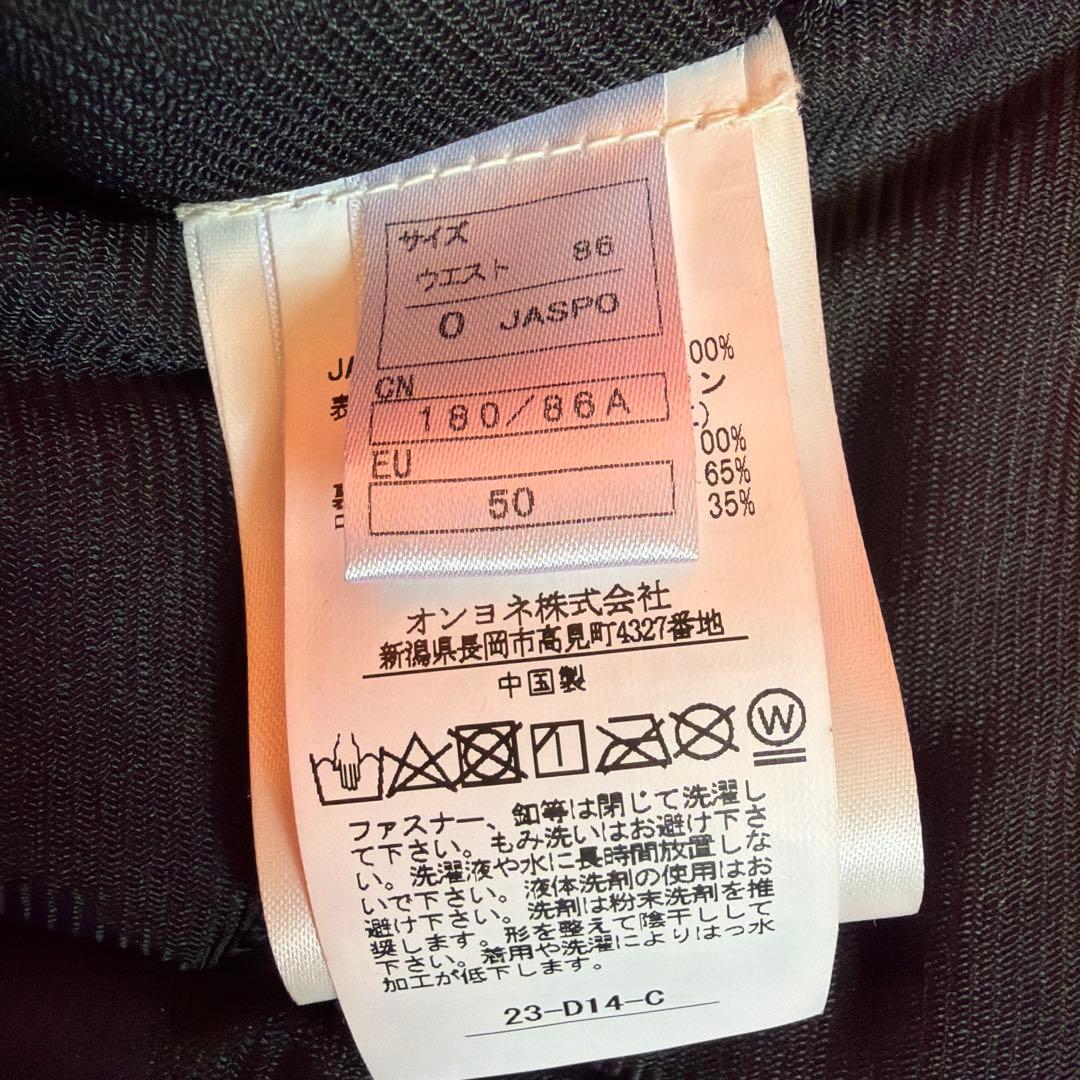 サイズ
ウエスト 86
O JASPO
CN
180/86A
EU
50
00%
ン
00%
65%
35%
オンヨネ株式会社
新潟県長岡市高見町4327番地
中国製
W
ファスナー、釦等は閉じて洗濯し
て下さい。もみ洗いはお避け下さ
い。洗濯液や水に長時間放置しな
いで下さい。液体洗剤の使用はお
避け下さい。洗剤は粉末洗剤を推
奨します。形を整えて陰干しして
下さい。着用や洗濯によりはっ水
加工が低下します。
23-D14-C